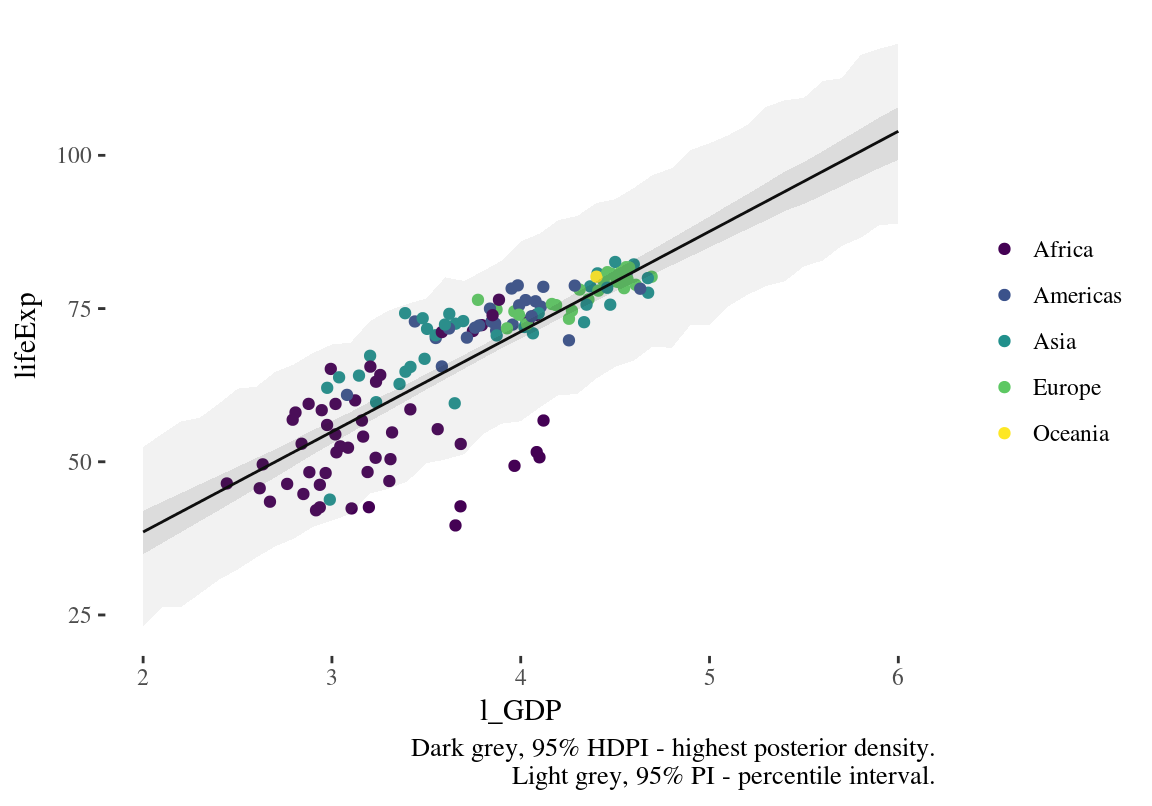 lifeExp
100
75
50
25
2 3 4 5 6
l_GDP
Africa
Americas
Asia
Europe
Oceania
Dark grey, 95% HDPI - highest posterior density.
Light grey, 95% PI - percentile interval.